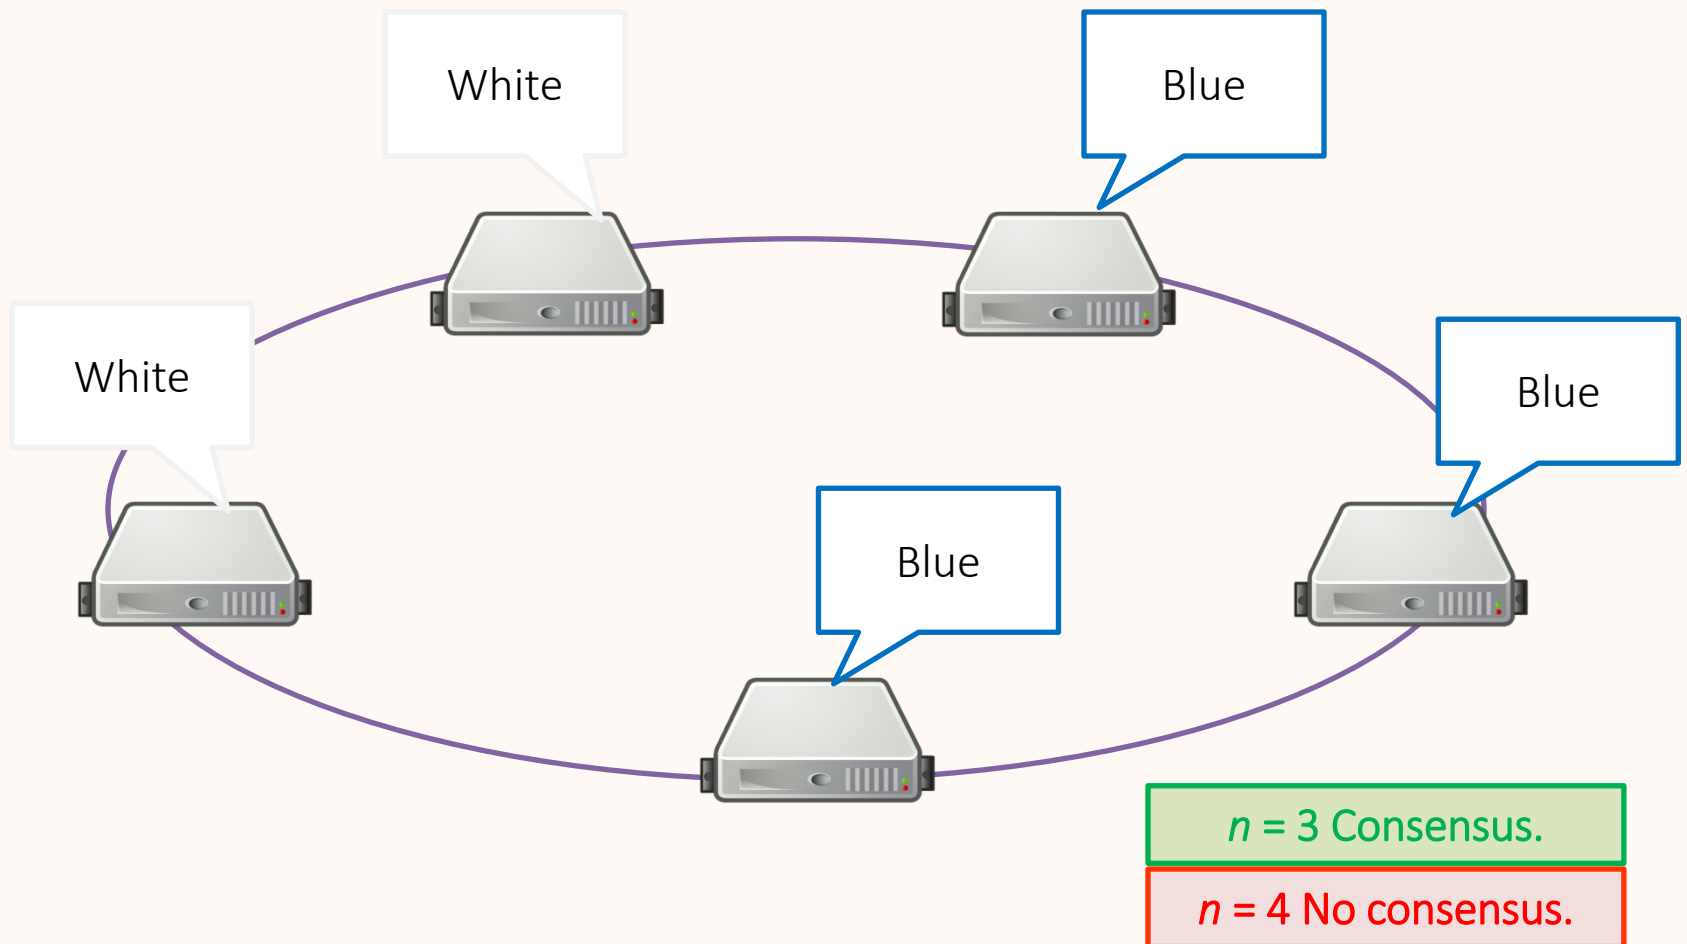 White
Blue
White
Blue
Blue
n = 3 Consensus.
n = 4 No consensus.